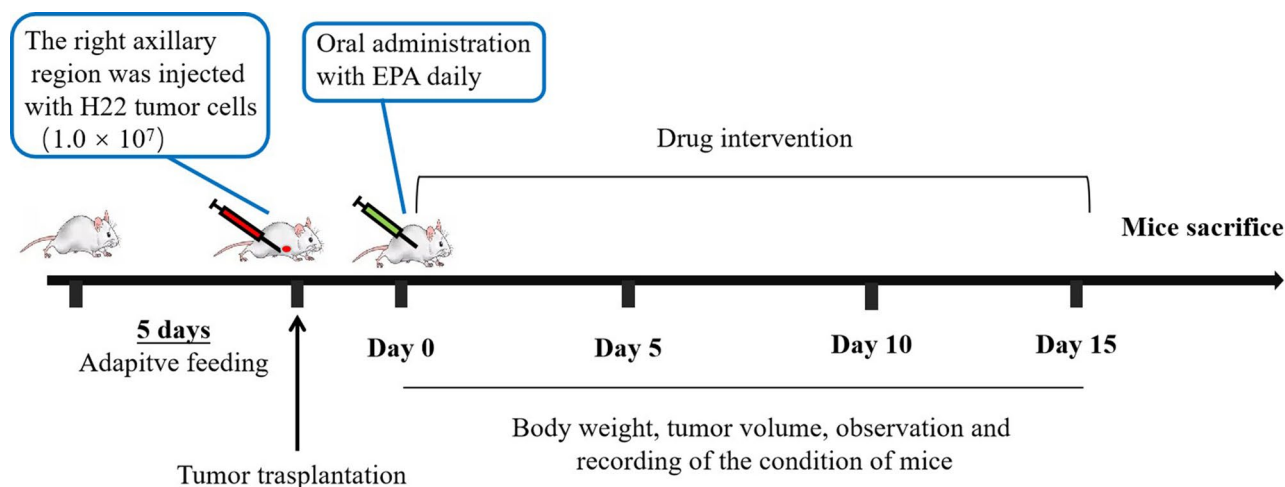 The right axillary
region was injected
with H22 tumor cells
(1.0 × 10⁷)
Oral administration
with EPA daily
Drug intervention
Mice sacrifice
5 days
Adapitve feeding
Day 0
Day 5
Day 10
Day 15
Tumor trasplantation
Body weight, tumor volume, observation and
recording of the condition of mice